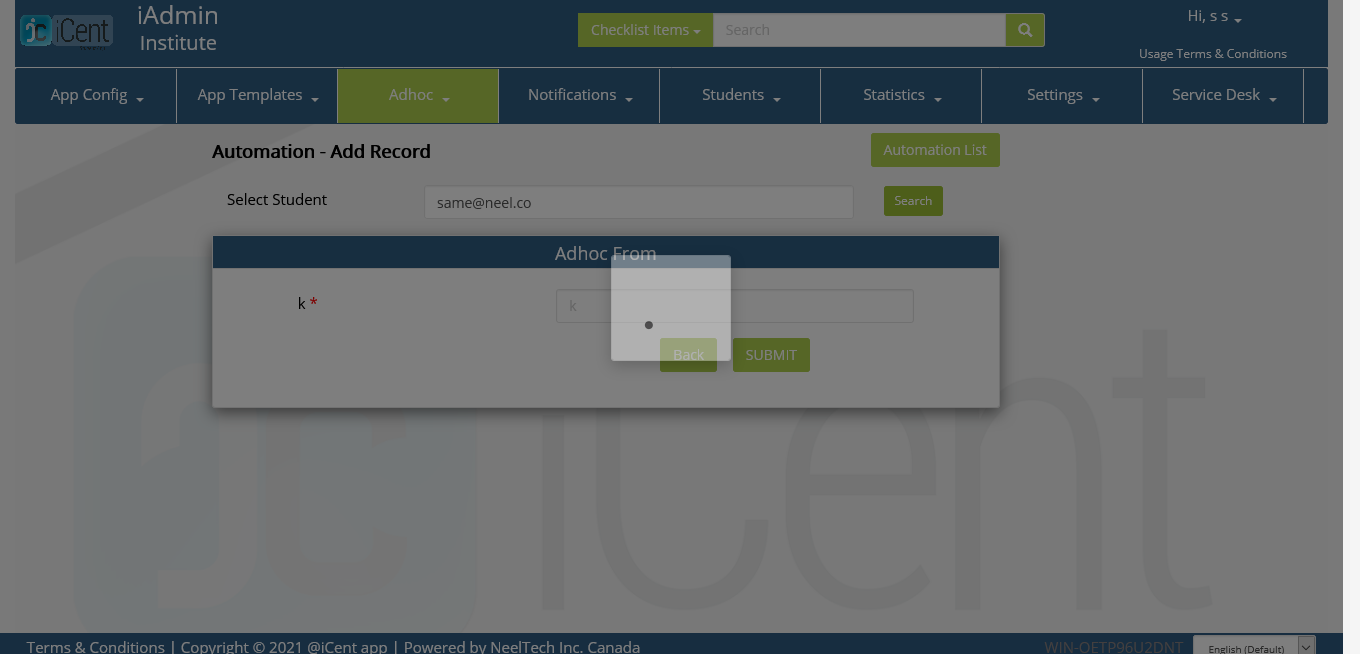 iCent
iAdmin
Institute
Checklist Items
Search
Hi, s s
Usage Terms & Conditions
App Config
App Templates
Adhoc
Notifications
Students
Statistics
Settings
Service Desk
Automation - Add Record
Automation List
Select Student
same@neel.co
Search
Adhoc From
k *
k
Back
SUBMIT
iCent
Terms & Conditions | Copyright © 2021 @iCent app | Powered by NeelTech Inc. Canada
WIN-OFTP96U2DNT
English (Default)